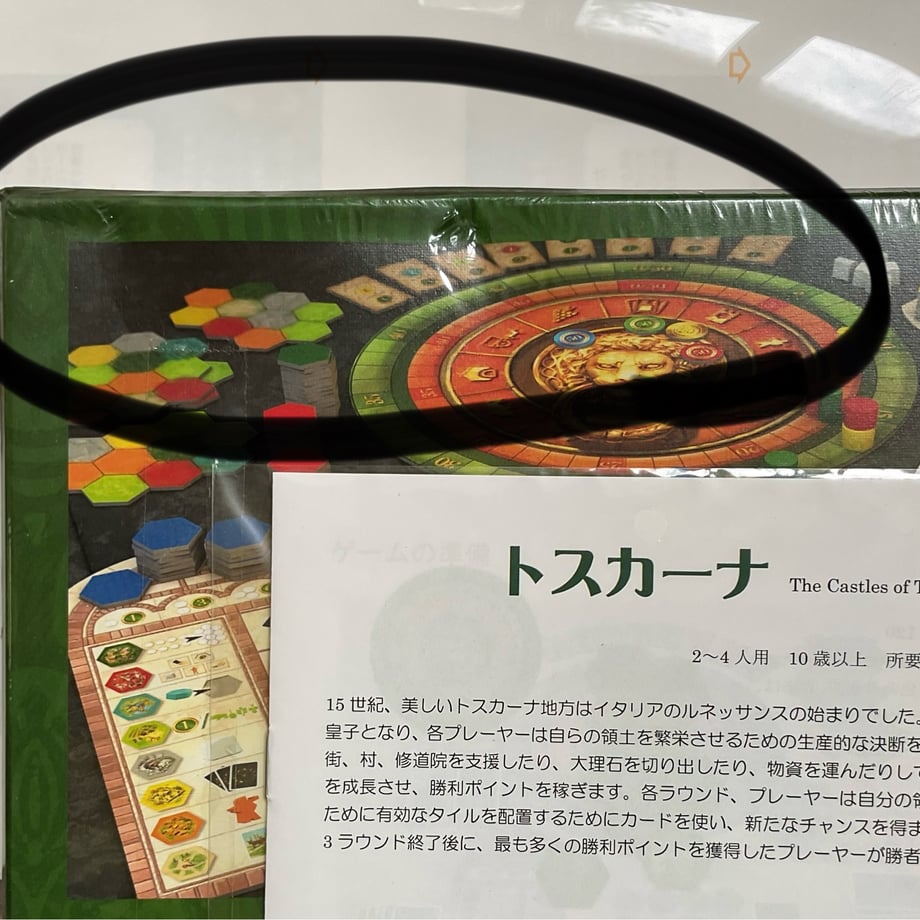 トスカーナ The Castles of T
2〜4 人用 10 歳以上 所要
15 世紀、美しいトスカーナ地方はイタリアのルネッサンスの始まりでした。
皇子となり、各プレーヤーは自らの領土を繁栄させるための生産的な決断を
街、村、修道院を支援したり、大理石を切り出したり、物資を運んだりして
を成長させ、勝利ポイントを稼ぎます。各ラウンド、プレーヤーは自分の領
ために有効なタイルを配置するためにカードを使い、新たなチャンスを得ま
3 ラウンド終了後に、最も多くの勝利ポイントを獲得したプレーヤーが勝者